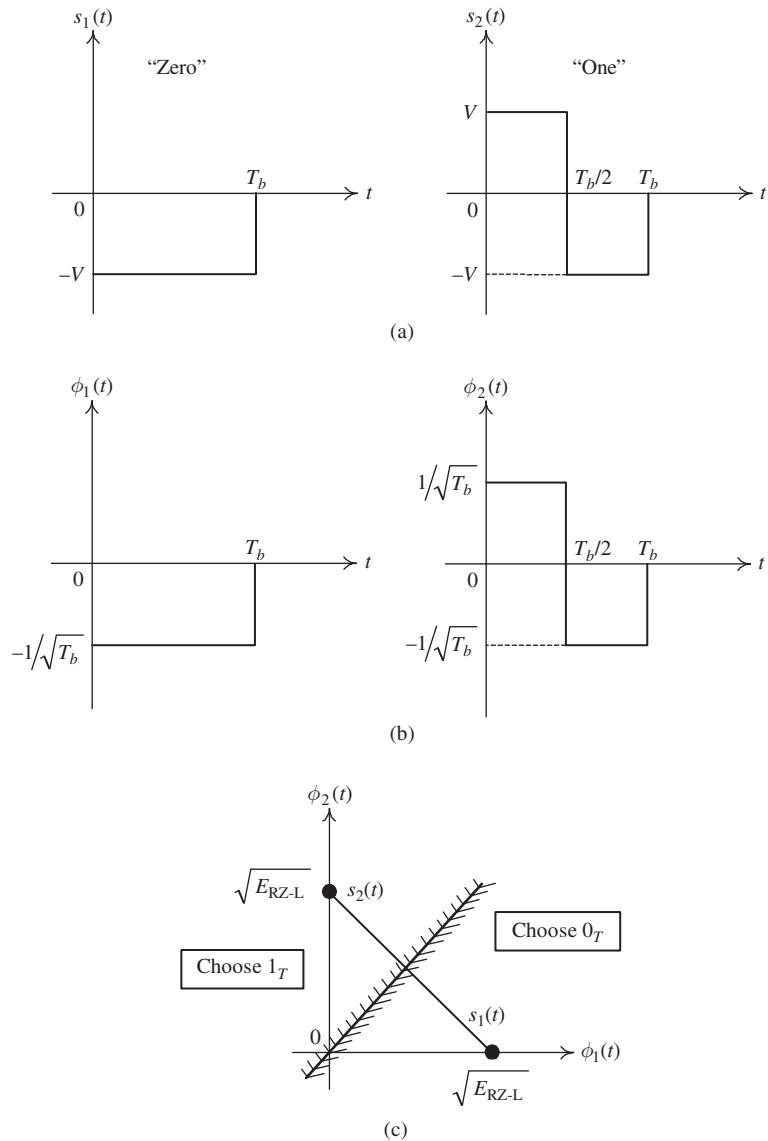 s₁(t) s₂(t)
“Zero” “One”
V
T_b T_b/2 T_b
t t
0 0
−V −V
(a)
ϕ₁(t) ϕ₂(t)
1/√T_b
T_b T_b/2 T_b
t t
0 0
−1/√T_b −1/√T_b
(b)
ϕ₂(t)
√E_RZ-L s₂(t)
Choose 0_T
Choose 1_T
s₁(t)
0
ϕ₁(t)
√E_RZ-L
(c)